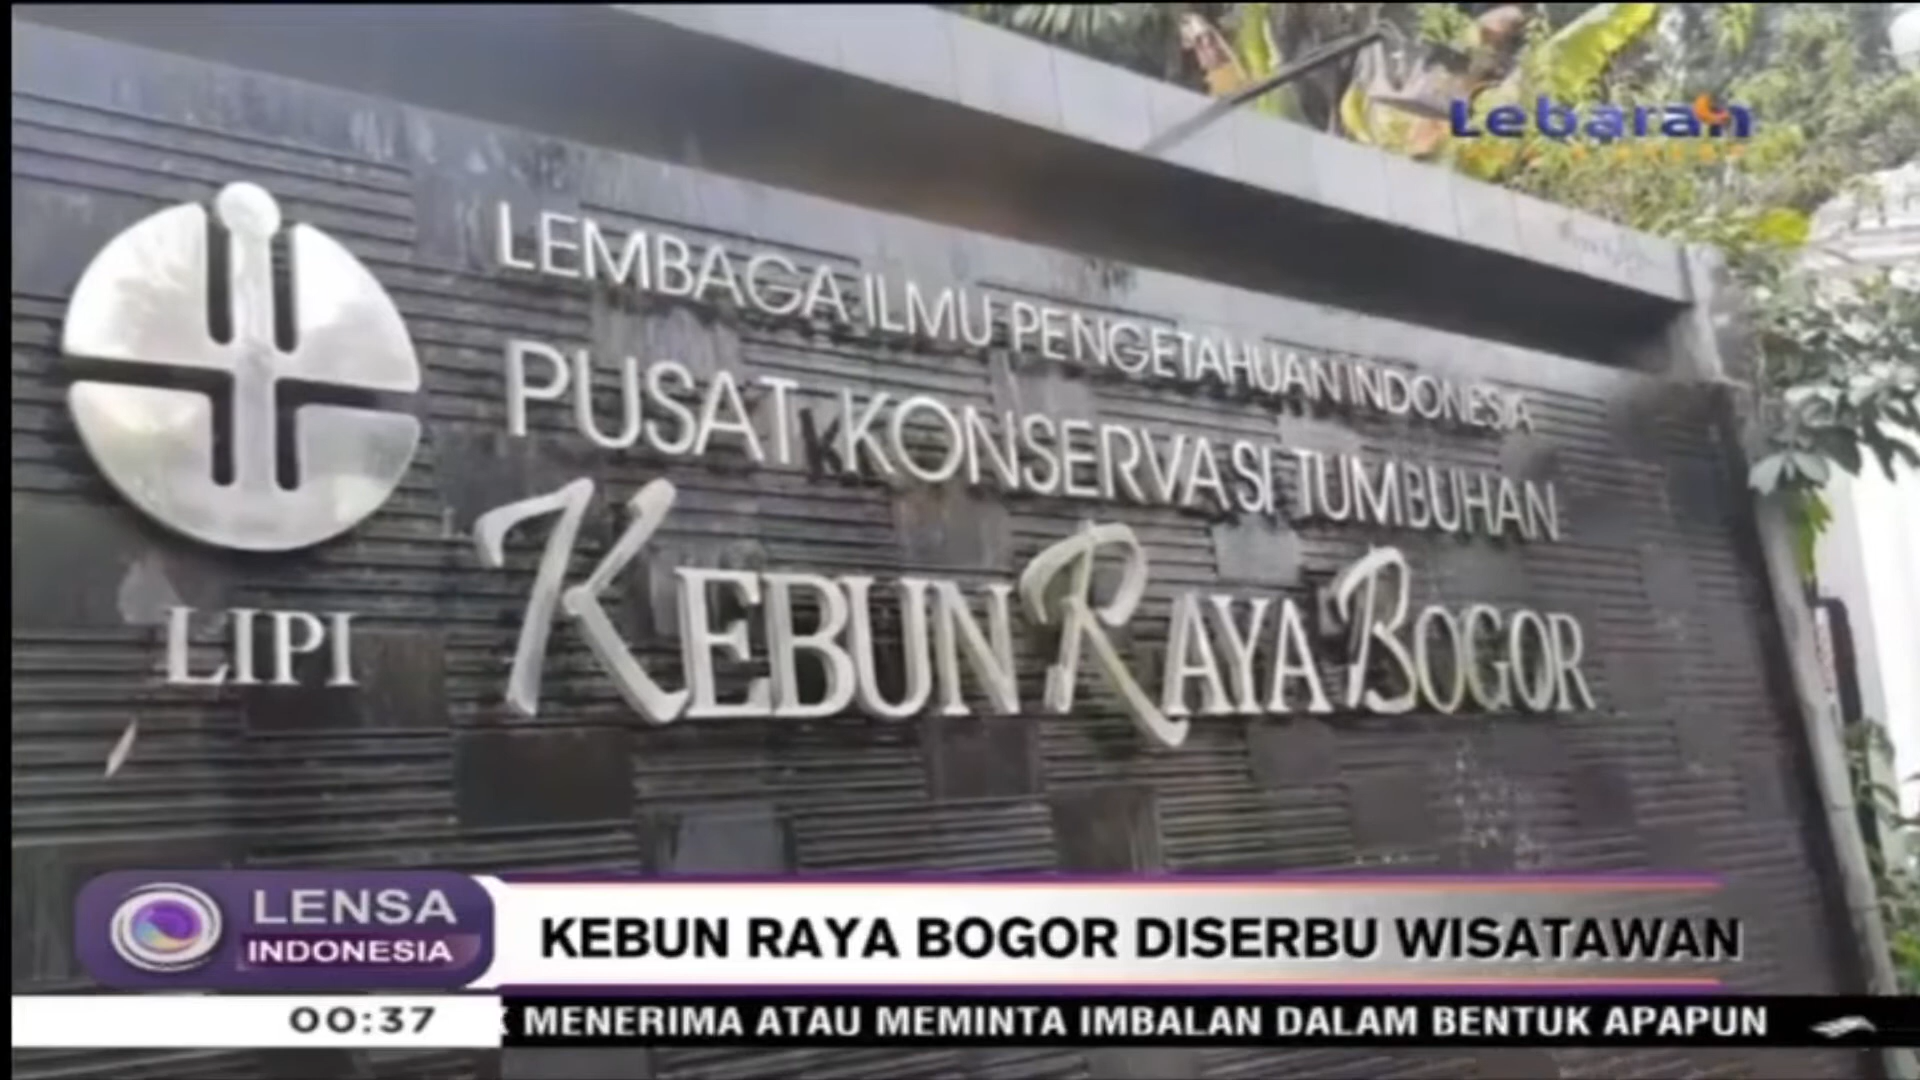 Lebaran
LEMBAGA ILMU PENGETAHUAN INDONESIA
PUSAT KONSERVASI TUMBUHAN
KEBUN RAYA BOGOR
LIPI
LENSA
INDONESIA
KEBUN RAYA BOGOR DISERBU WISATAWAN
00:37
MENERIMA ATAU MEMINTA IMBALAN DALAM BENTUK APAPUN